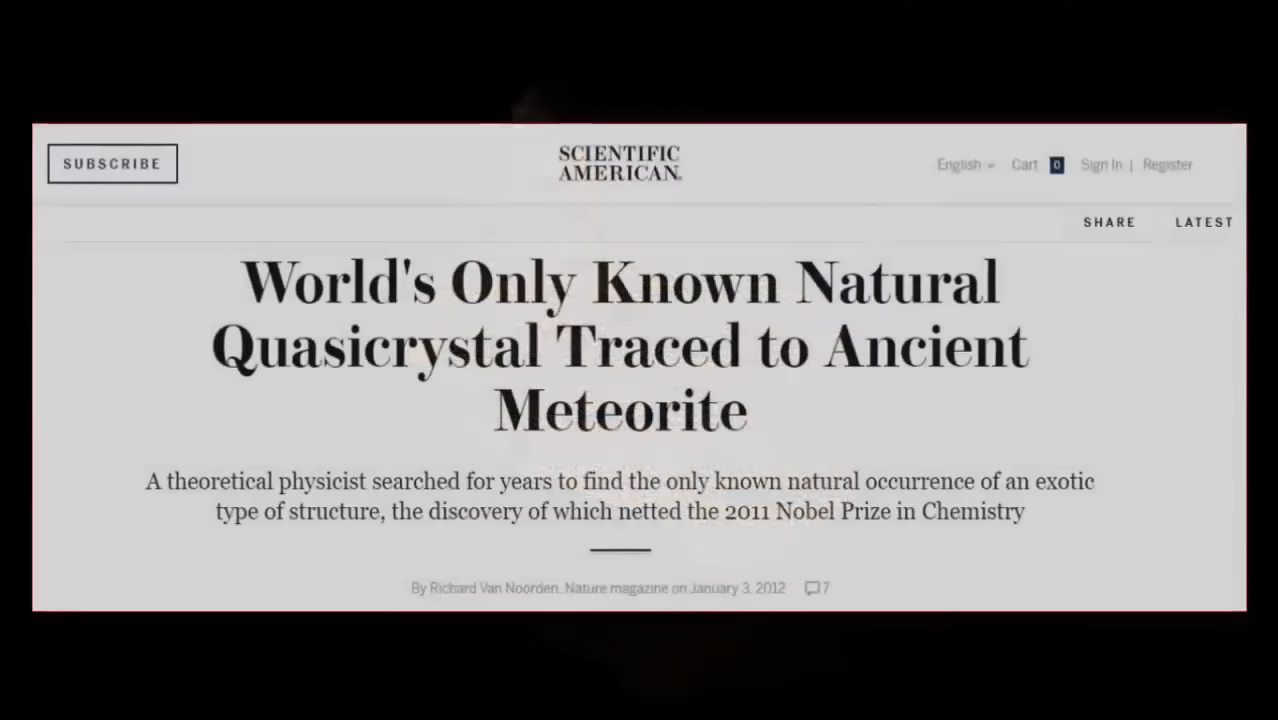 SUBSCRIBE
SCIENTIFIC
AMERICAN.
English Cart 0 Sign In | Register
SHARE LATEST
World's Only Known Natural
Quasicrystal Traced to Ancient
Meteorite
A theoretical physicist searched for years to find the only known natural occurrence of an exotic
type of structure, the discovery of which netted the 2011 Nobel Prize in Chemistry
By Richard Van Noorden, Nature magazine on January 3, 2012 7